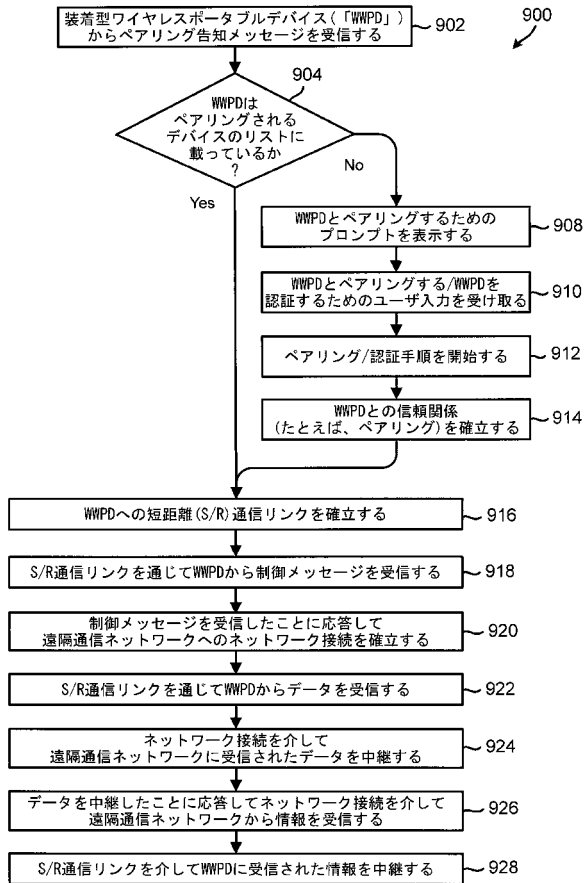 900
装着型ワイヤレスポータブルデバイス(「WWPD」)
からペアリング告知メッセージを受信する
902
904
WWPDは
ペアリングされる
デバイスのリストに
載っているか
?
No
Yes
WWPDとペアリングするための
プロンプトを表示する
908
WWPDとペアリングする/WWPDを
認証するためのユーザ入力を受け取る
910
ペアリング/認証手順を開始する
912
WWPDとの信頼関係
(たとえば、ペアリング)を確立する
914
WWPDへの短距離(S/R)通信リンクを確立する
916
S/R通信リンクを通じてWWPDから制御メッセージを受信する
918
制御メッセージを受信したことに応答して
遠隔通信ネットワークへのネットワーク接続を確立する
920
S/R通信リンクを通じてWWPDからデータを受信する
922
ネットワーク接続を介して
遠隔通信ネットワークに受信されたデータを中継する
924
データを中継したことに応答してネットワーク接続を介して
遠隔通信ネットワークから情報を受信する
926
S/R通信リンクを介してWWPDに受信された情報を中継する
928